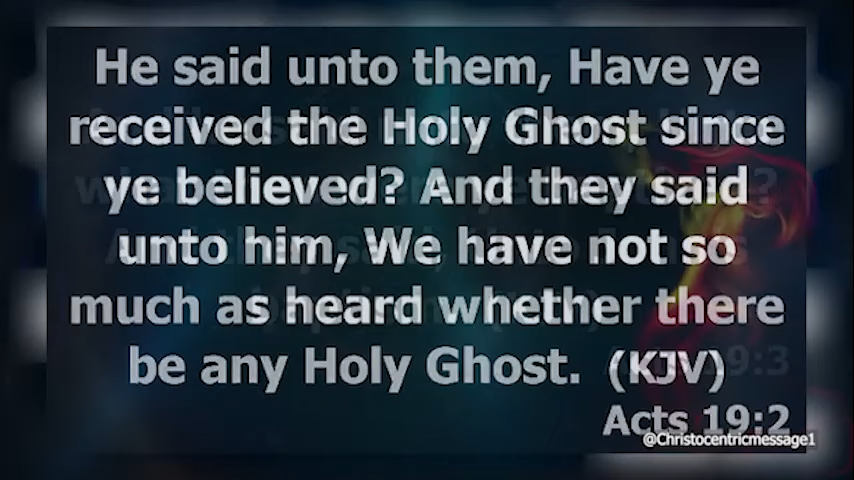 He said unto them, Have ye
received the Holy Ghost since
ye believed? And they said
unto him, We have not so
much as heard whether there
be any Holy Ghost. (KJV)
Acts 19:2
@Christocentricmessage1